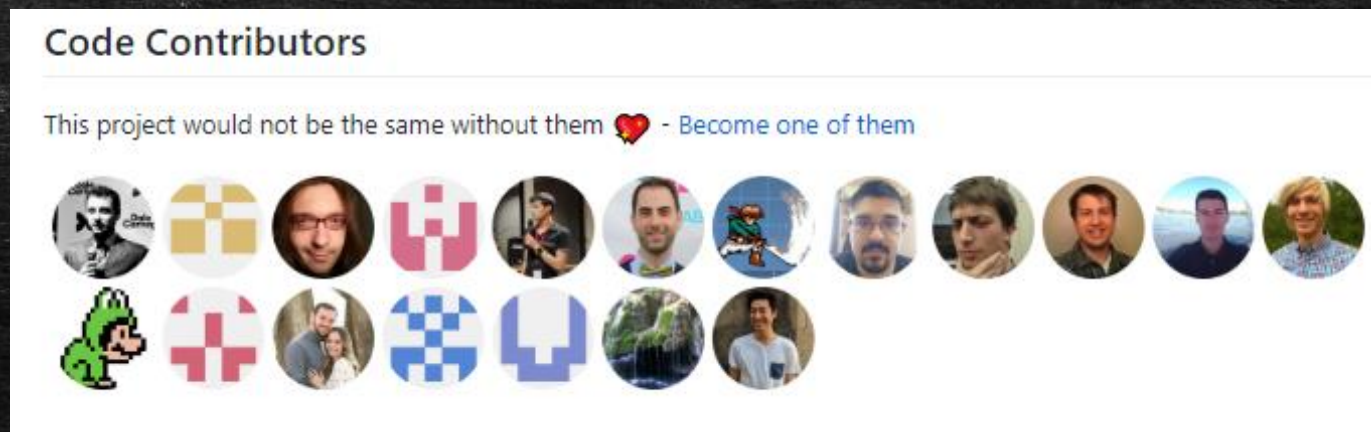 Code Contributors
This project would not be the same without them 💖 - Become one of them